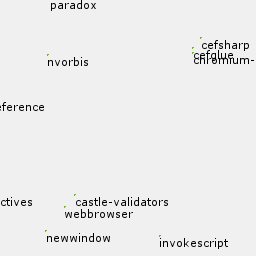 paradox
cefsharp
cefglue
nvorbis
chromium-
eference
ctives
castle-validators
webbrowser
newwindow
invokescript